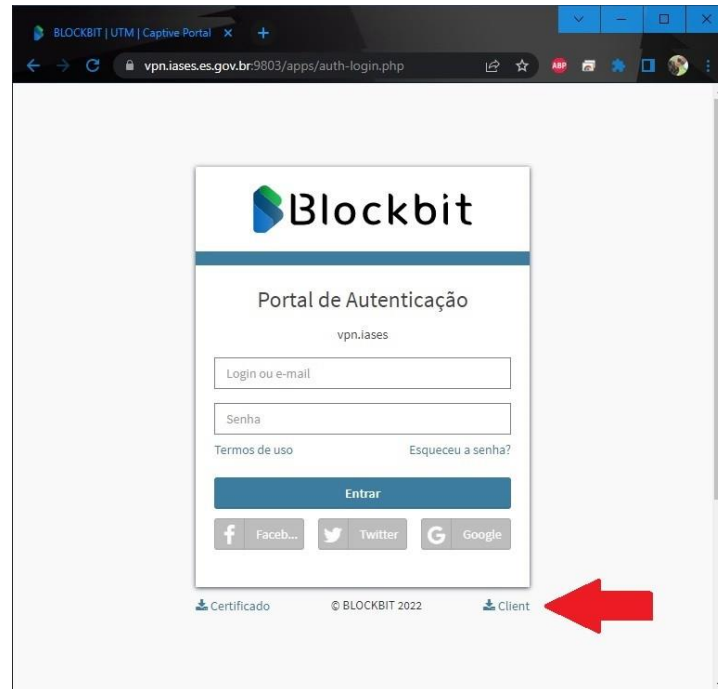 BLOCKBIT | UTM | Captive Portal
vpn.iases.es.gov.br:9803/apps/auth-login.php
ABP
Blockbit
Portal de Autenticação
vpn.iases
Login ou e-mail
Senha
Termos de uso Esqueceu a senha?
Entrar
Faceb... Twitter Google
Certificado © BLOCKBIT 2022 Client